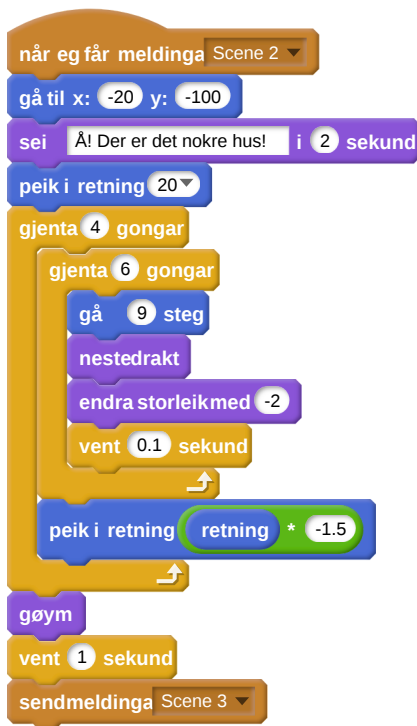 når eg får meldinga Scene 2
gå til x: -20 y: -100
sei Å! Der er det nokre hus! i 2 sekund
peik i retning 20
gjenta 4 gongar
gjenta 6 gongar
gå 9 steg
neste drakt
endra storleik med -2
vent 0.1 sekund
peik i retning retning * -1.5
gøym
vent 1 sekund
send meldinga Scene 3